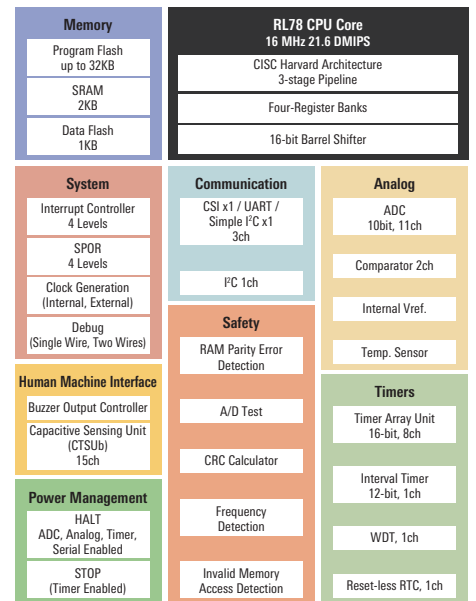 Memory
Program Flash
up to 32KB
SRAM
2KB
Data Flash
1KB
RL78 CPU Core
16 MHz 21.6 DMIPS
CISC Harvard Architecture
3-stage Pipeline
Four-Register Banks
16-bit Barrel Shifter
System
Interrupt Controller
4 Levels
SPOR
4 Levels
Clock Generation
(Internal, External)
Debug
(Single Wire, Two Wires)
Human Machine Interface
Buzzer Output Controller
Capacitive Sensing Unit
(CTSUb)
15ch
Power Management
HALT
ADC, Analog, Timer,
Serial Enabled
STOP
(Timer Enabled)
Communication
CSI x1 / UART /
Simple I²C x1
3ch
I²C 1ch
Safety
RAM Parity Error
Detection
A/D Test
CRC Calculator
Frequency
Detection
Invalid Memory
Access Detection
Analog
ADC
10bit, 11ch
Comparator 2ch
Internal Vref.
Temp. Sensor
Timers
Timer Array Unit
16-bit, 8ch
Interval Timer
12-bit, 1ch
WDT, 1ch
Reset-less RTC, 1ch